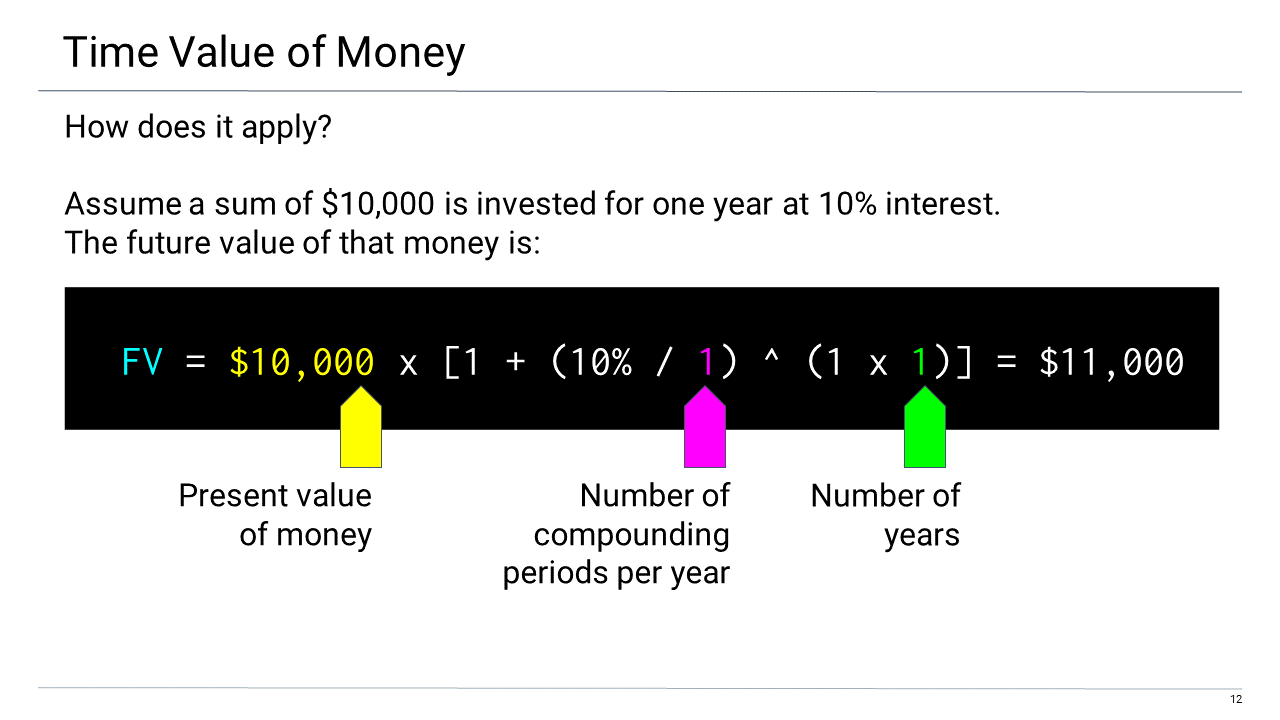 Time Value of Money
How does it apply?
Assume a sum of $10,000 is invested for one year at 10% interest.
The future value of that money is:
FV = $10,000 x [1 + (10% / 1) ^ (1 x 1)] = $11,000
Present value
of money
Number of
compounding
periods per year
Number of
years
12